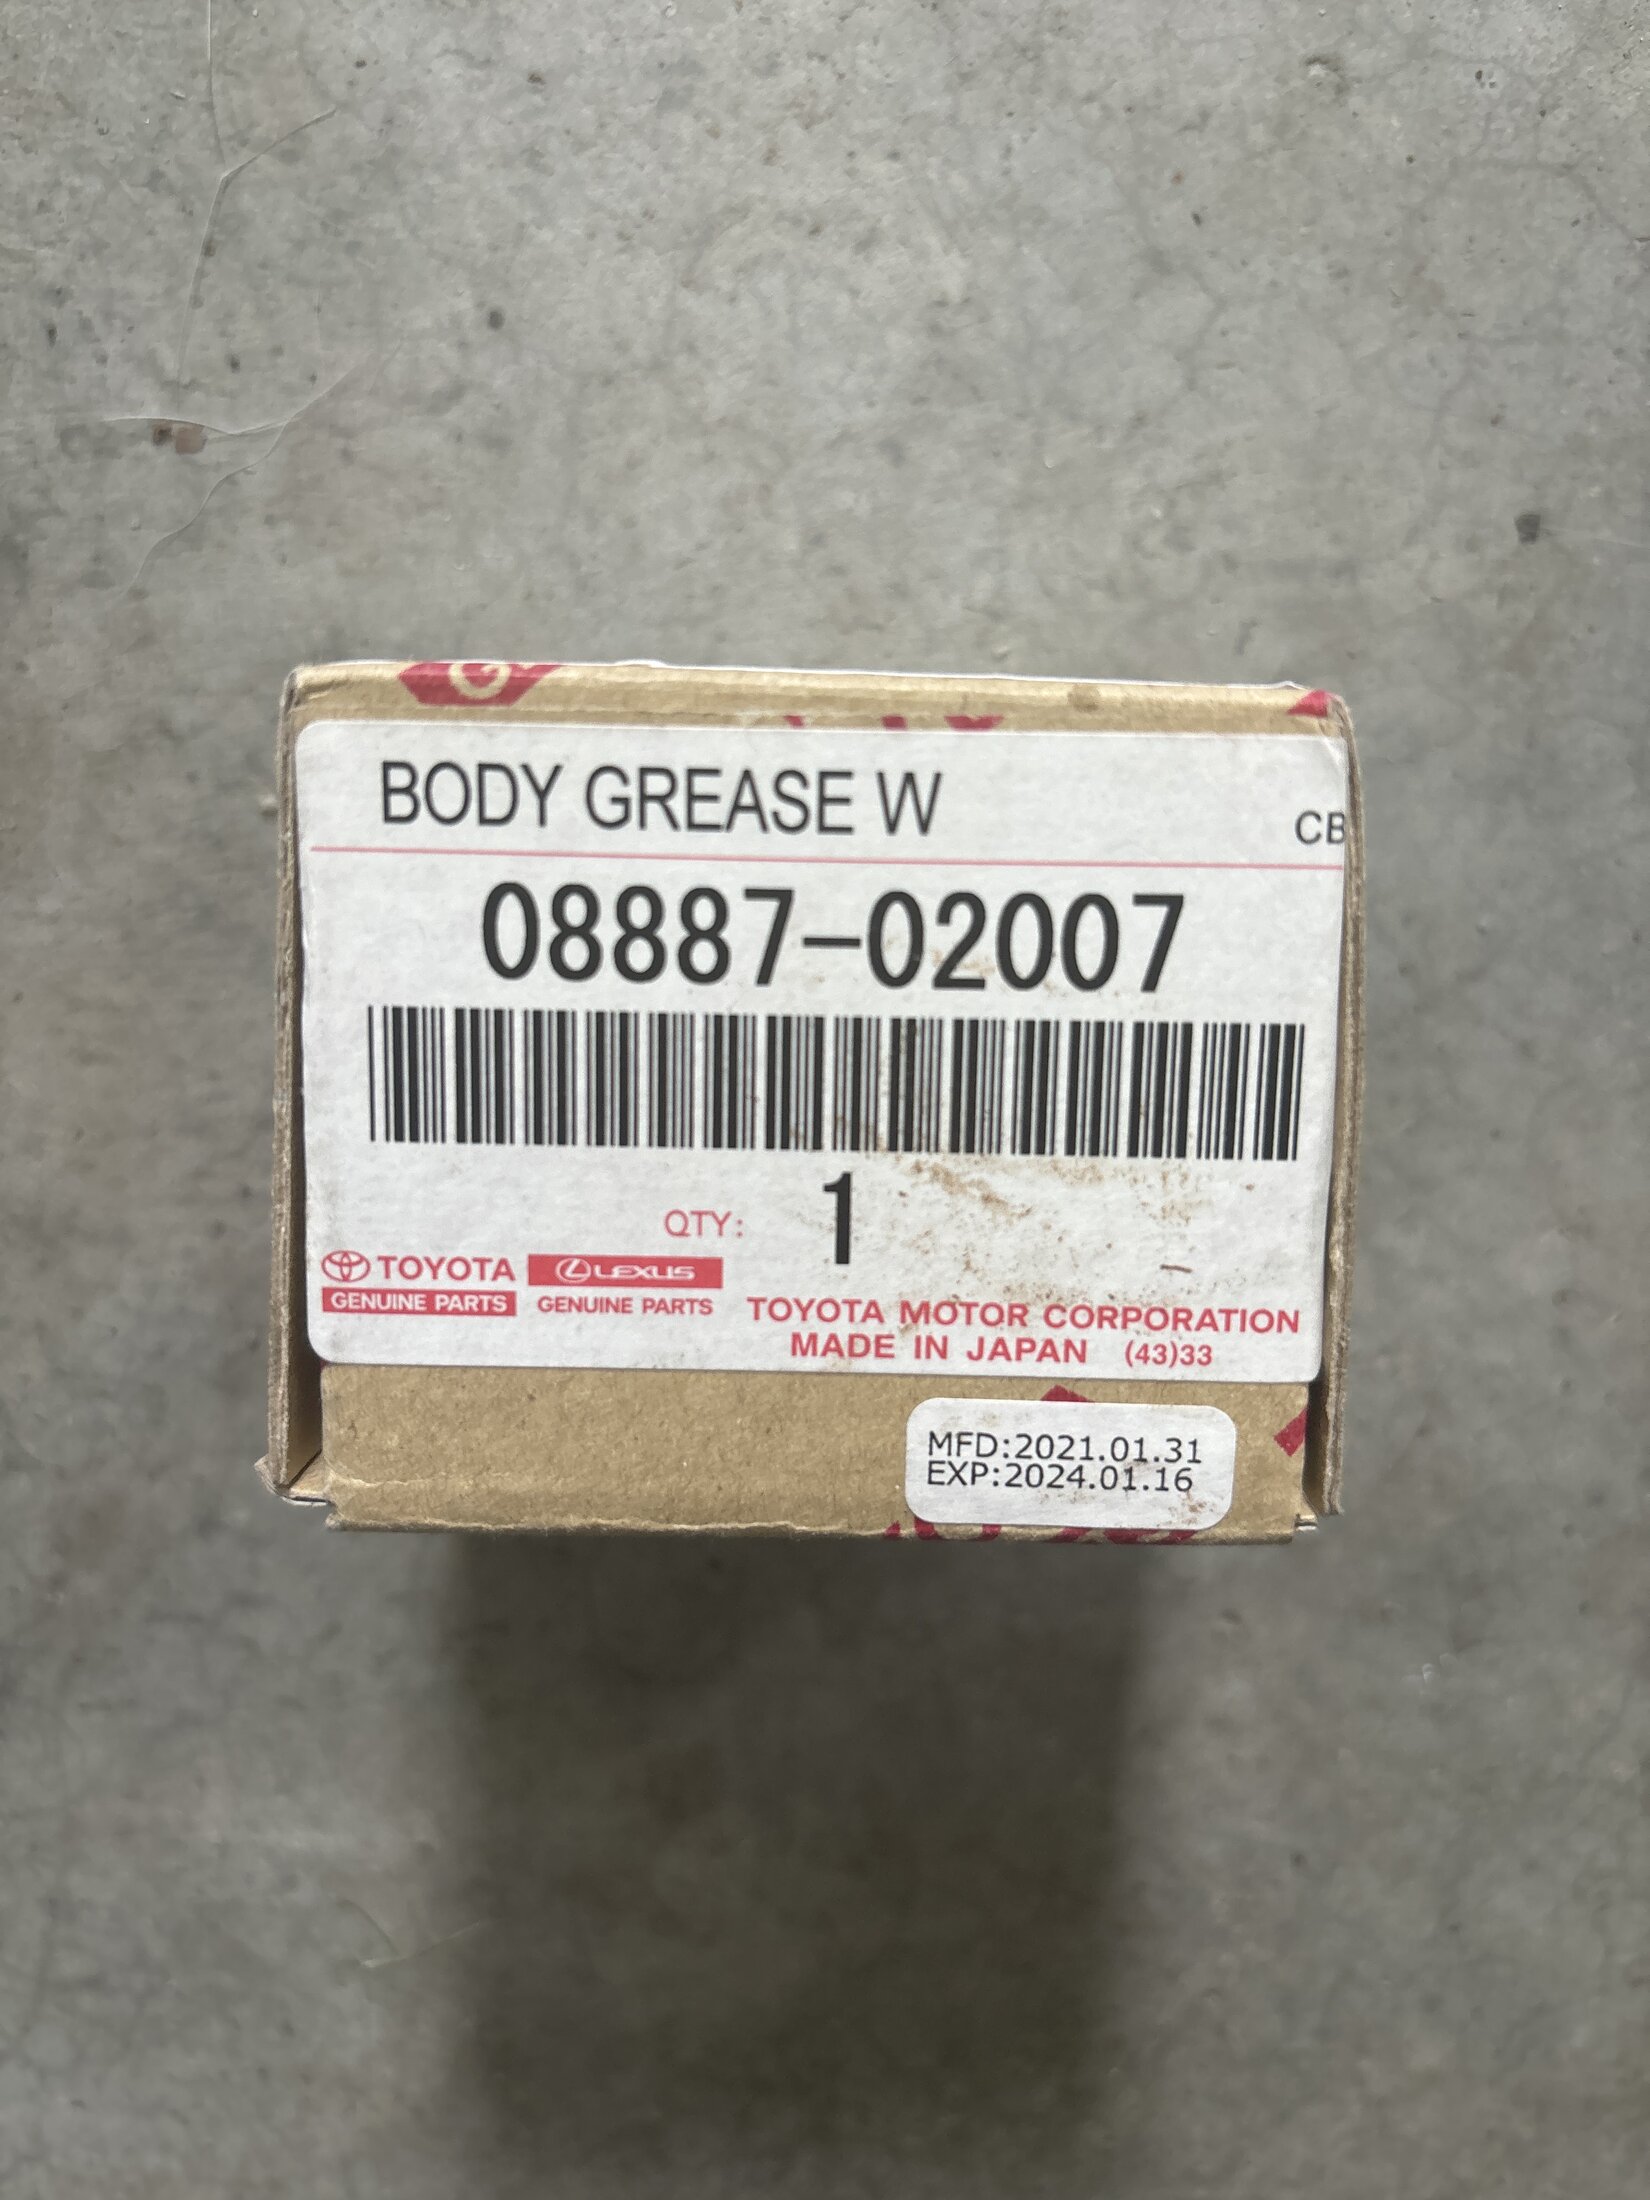 BODY GREASE W
CB
08887-02007
QTY: 1
TOYOTA LEXUS
GENUINE PARTS GENUINE PARTS
TOYOTA MOTOR CORPORATION
MADE IN JAPAN (43)33
MFD:2021.01.31
EXP:2024.01.16